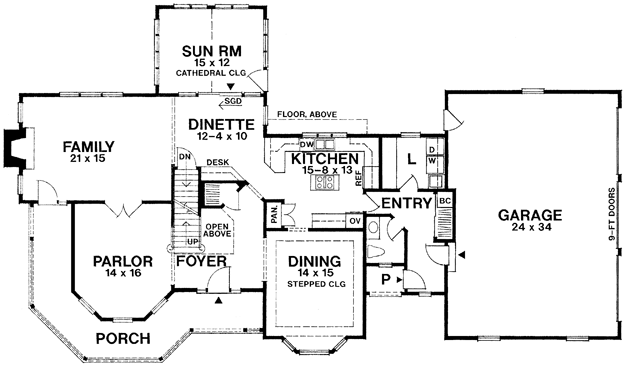 SUN RM
15 x 12
CATHEDRAL CLG
SGD
FLOOR, ABOVE
DINETTE
12-4 x 10
FAMILY
21 x 15
DN
DESK
DW
KITCHEN
15-8 x 13
REF
L
D
W
PAN.
OV
ENTRY
BC
GARAGE
24 x 34
9-FT DOORS
OPEN
ABOVE
UP
PARLOR
14 x 16
FOYER
DINING
14 x 15
STEPPED CLG
P
PORCH